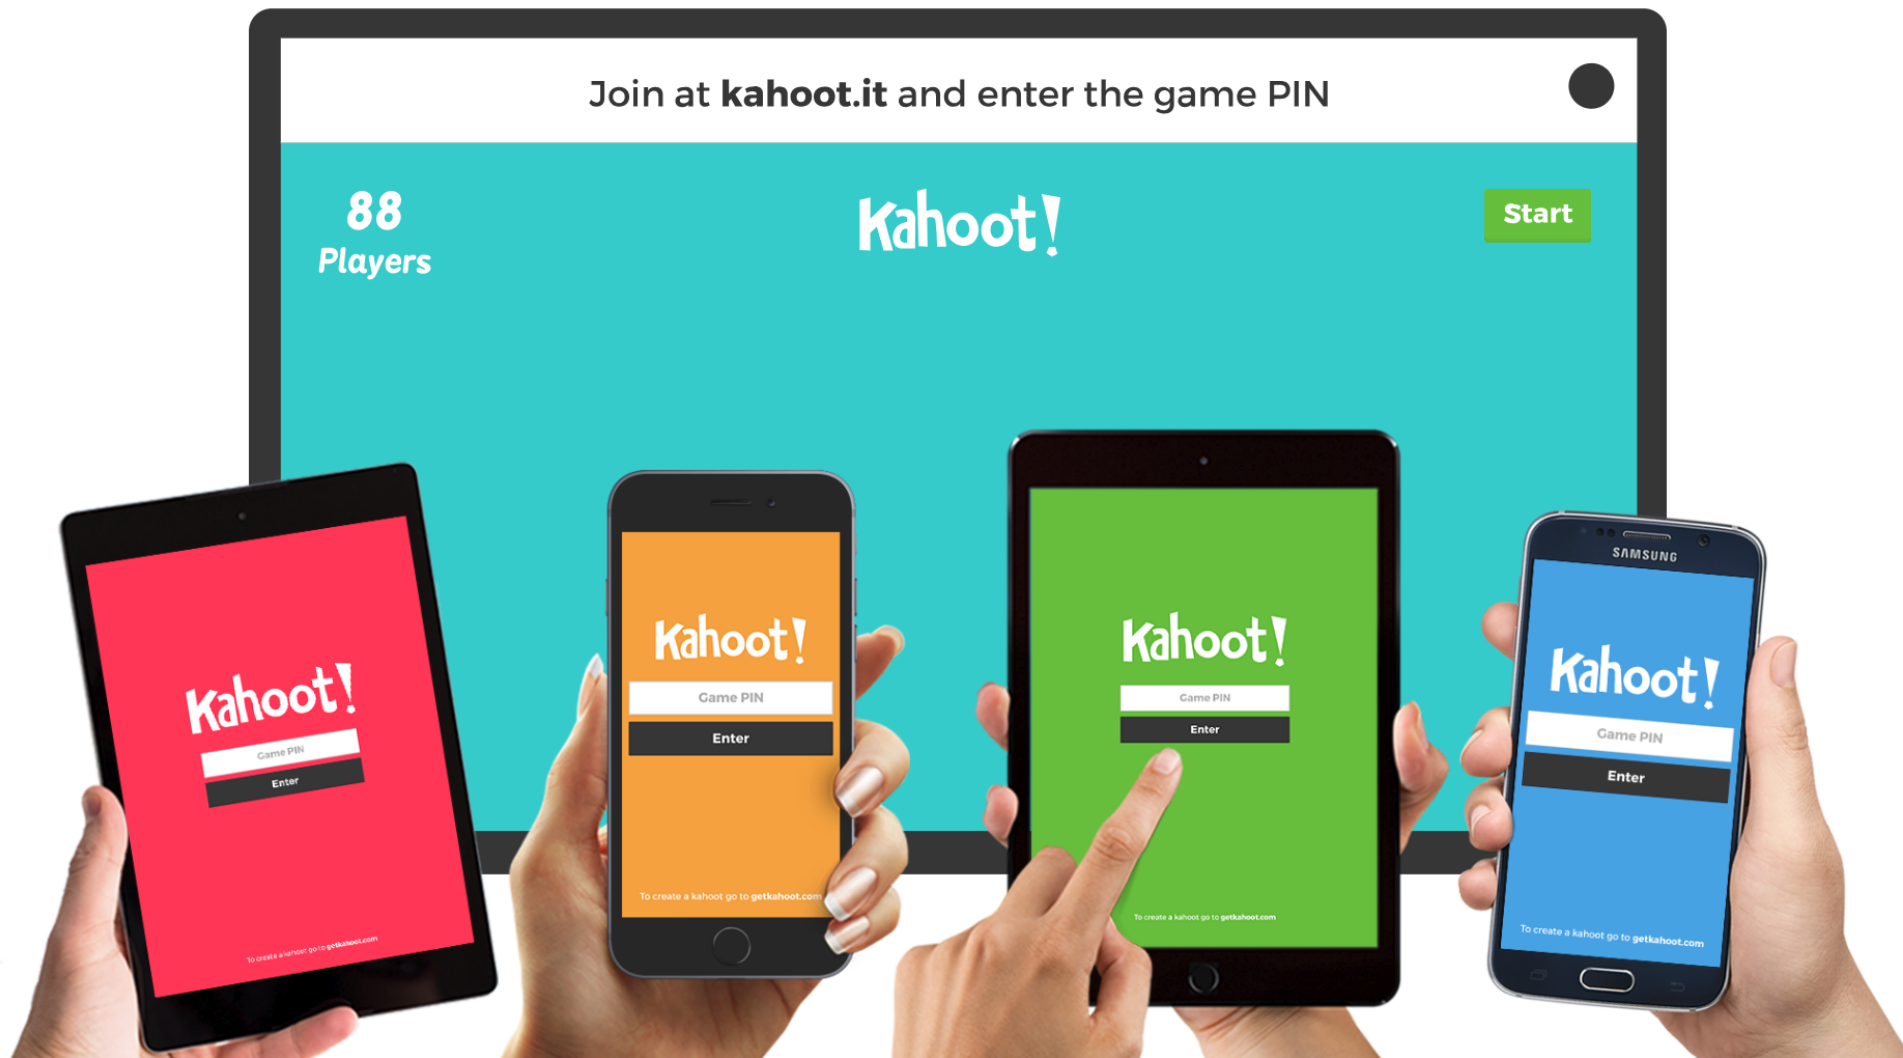 Join at kahoot.it and enter the game PIN
88
Players
Kahoot!
Start
Kahoot!
Game PIN
Enter
To create a kahoot go to getkahoot.com
Kahoot!
Game PIN
Enter
To create a kahoot go to getkahoot.com
Kahoot!
Game PIN
Enter
To create a kahoot go to getkahoot.com
SAMSUNG
Kahoot!
Game PIN
Enter
To create a kahoot go to getkahoot.com